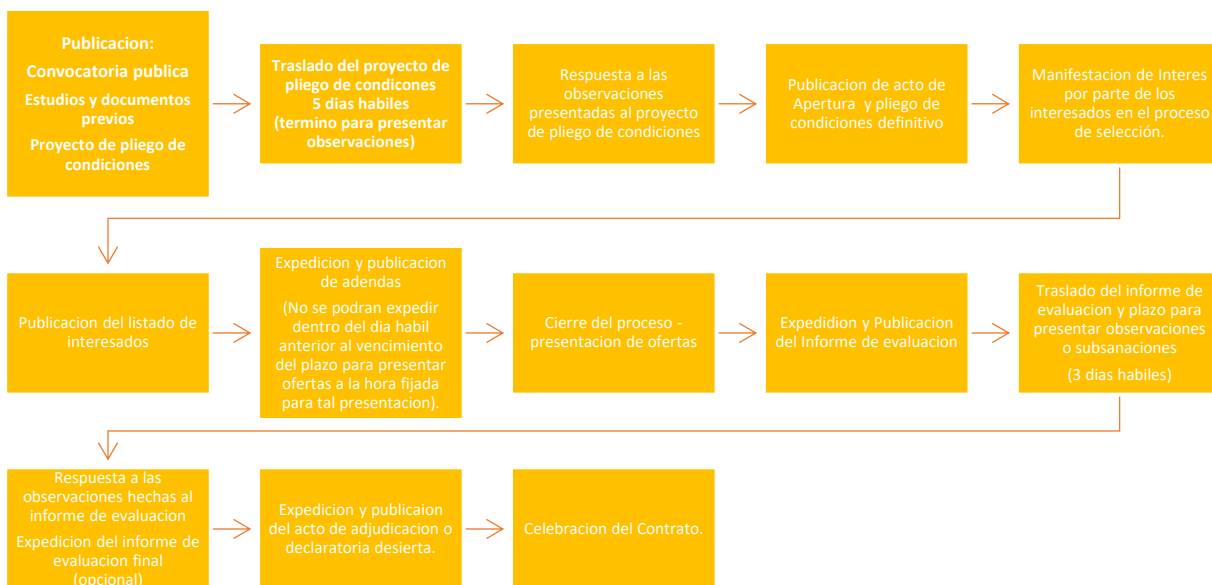 Publicacion:
Convocatoria publica
Estudios y documentos
previos
Proyecto de pliego de
condiciones
Traslado del proyecto de
pliego de condicones
5 dias habiles
(termino para presentar
observaciones)
Respuesta a las
observaciones
presentadas al proyecto
de pliego de condiciones
Publicacion de acto de
Apertura y pliego de
condiciones definitivo
Manifestacion de Interes
por parte de los
interesados en el proceso
de selección.
Publicacion del listado de
interesados
Expedicion y publicacion
de adendas
(No se podran expedir
dentro del dia habil
anterior al vencimiento
del plazo para presentar
ofertas a la hora fijada
para tal presentacion).
Cierre del proceso -
presentacion de ofertas
Expedidion y Publicacion
del Informe de evaluacion
Traslado del informe de
evaluacion y plazo para
presentar observaciones
o subsanaciones
(3 dias habiles)
Respuesta a las
observaciones hechas al
informe de evaluacion
Expedicion del informe de
evaluacion final
(opcional)
Expedicion y publicaion
del acto de adjudicacion o
declaratoria desierta.
Celebracion del Contrato.